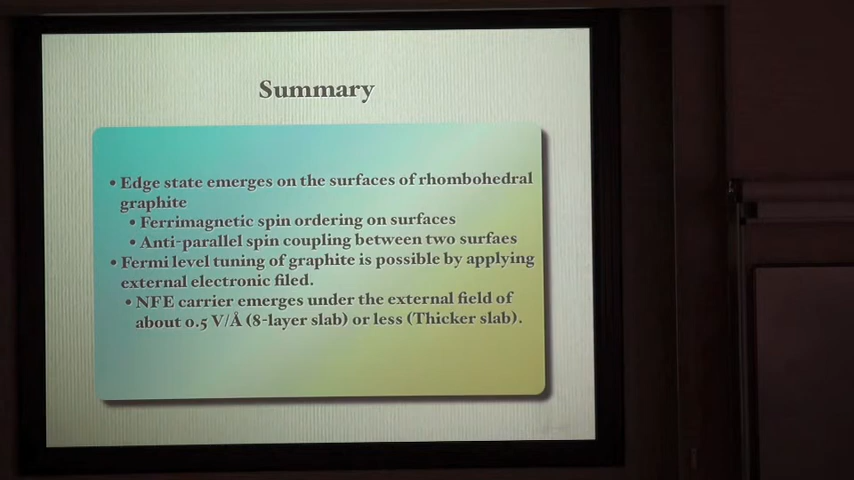 Summary
• Edge state emerges on the surfaces of rhombohedral
graphite
• Ferrimagnetic spin ordering on surfaces
• Anti-parallel spin coupling between two surfaes
• Fermi level tuning of graphite is possible by applying
external electronic filed.
• NFE carrier emerges under the external field of
about 0.5 V/Å (8-layer slab) or less (Thicker slab).